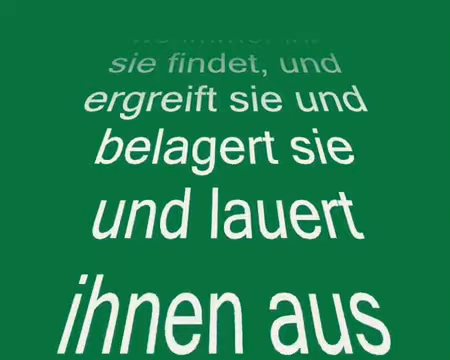 sie findet, und
ergreift sie und
belagert sie
und lauert
ihnen aus